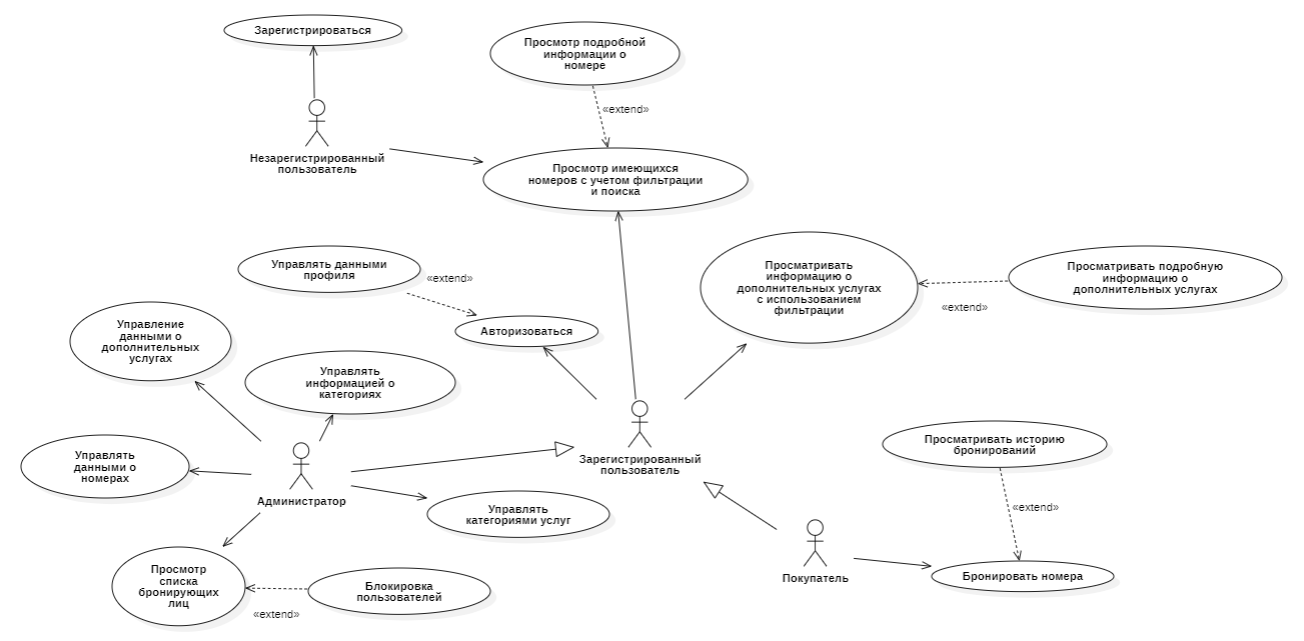 Зарегистрироваться
Просмотр подробной
информации о
номере
«extend»
Незарегистрированный
пользователь
Просмотр имеющихся
номеров с учетом фильтрации
и поиска
Управлять данными
профиля
«extend»
Авторизоваться
Просматривать
информацию о
дополнительных услугах
с использованием
фильтрации
«extend»
Просматривать подробную
информацию о
дополнительных услугах
Управление
данными о
дополнительных
услугах
Управлять
информацией о
категориях
Управлять
данными о
номерах
Администратор
Зарегистрированный
пользователь
Просматривать историю
бронирований
«extend»
Управлять
категориями услуг
Покупатель
Бронировать номера
Просмотр
списка
бронирующих
лиц
«extend»
Блокировка
пользователей